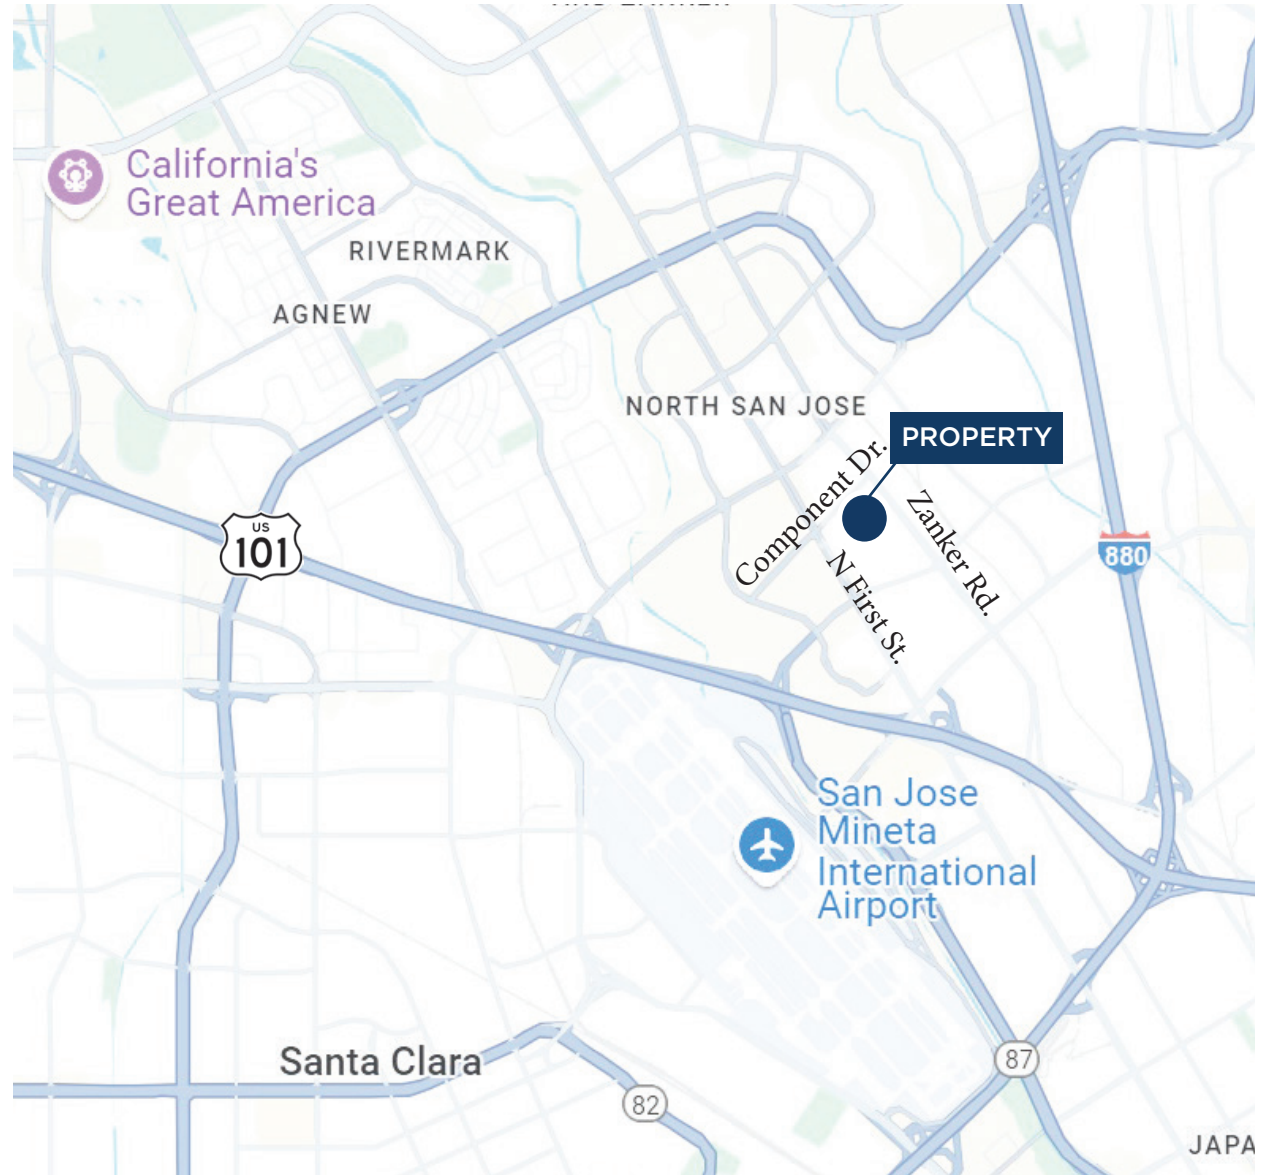 California's
Great America
RIVERMARK
AGNEW
NORTH SAN JOSE
PROPERTY
Component Dr.
Zanker Rd.
N First St.
US
101
880
San Jose
Mineta
International
Airport
Santa Clara
87
82
JAPA